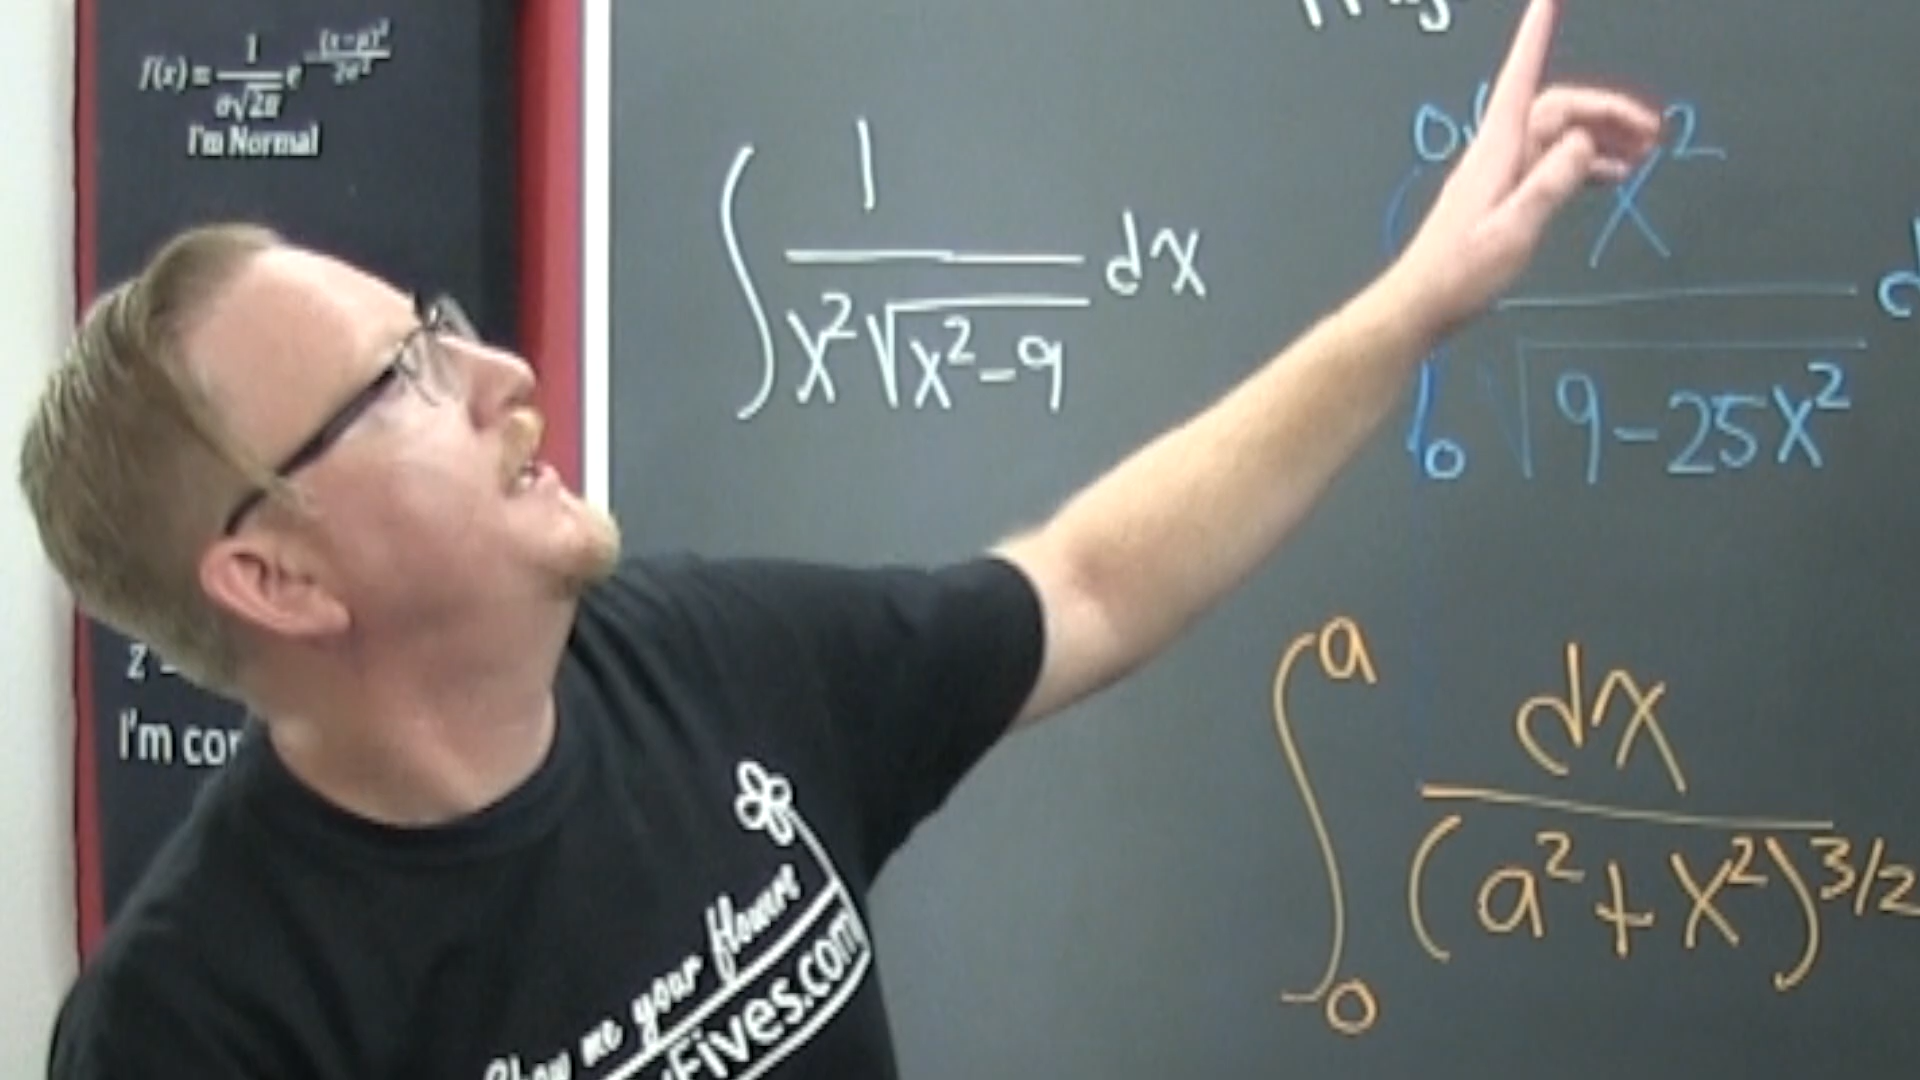 f(x) = 1/(σ√2π) e^(-(x-μ)²/2σ²)
I'm Normal
I'm
∫ 1/(x²√(x²-9)) dx
x²
√(9-25x²)
0
∫₀ᵃ dx/(a²+x²)^(3/2)
Show me your flowers
Fives.com